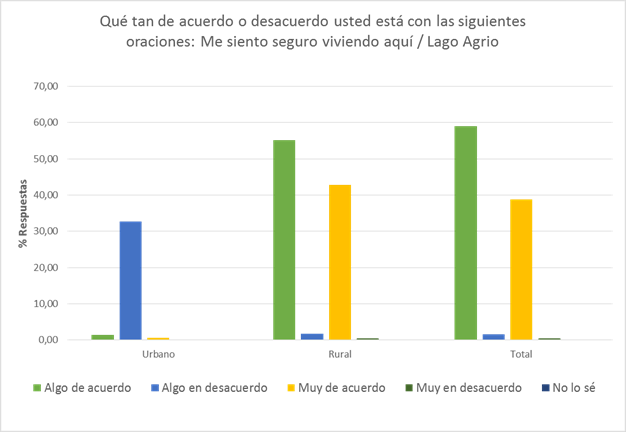 Qué tan de acuerdo o desacuerdo usted está con las siguientes
oraciones: Me siento seguro viviendo aquí / Lago Agrio
70,00
60,00
50,00
40,00
30,00
20,00
10,00
0,00
% Respuestas
Urbano Rural Total
Algo de acuerdo Algo en desacuerdo Muy de acuerdo Muy en desacuerdo No lo sé